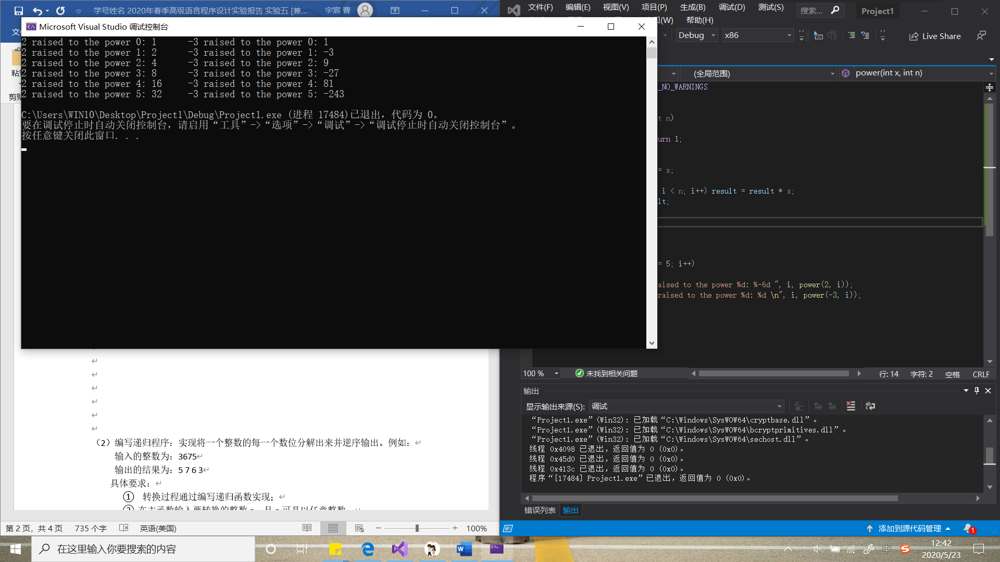 学号姓名 2020年春季高级语言程序设计实验报告 实验五 [兼...
宇宸 曹
Microsoft Visual Studio 调试控制台
2 raised to the power 0: 1      -3 raised to the power 0: 1
2 raised to the power 1: 2      -3 raised to the power 1: -3
2 raised to the power 2: 4      -3 raised to the power 2: 9
2 raised to the power 3: 8      -3 raised to the power 3: -27
2 raised to the power 4: 16     -3 raised to the power 4: 81
2 raised to the power 5: 32     -3 raised to the power 5: -243
C:\Users\WIN10\Desktop\Project1\Debug\Project1.exe (进程 17484)已退出，代码为 0。
要在调试停止时自动关闭控制台，请启用“工具”->“选项”->“调试”->“调试停止时自动关闭控制台”。
按任意键关闭此窗口. . .
（2）编写递归程序：实现将一个整数的每一个数位分解出来并逆序输出。例如：
输入的整数为：3675
输出的结果为：5 7 6 3
具体要求：
① 转换过程通过编写递归函数实现；
第 2 页，共 4 页
735 个字
英语(美国)
100%
文件(F)
编辑(E)
视图(V)
项目(P)
生成(B)
调试(D)
测试(S)
搜索...
Project1
(W)
帮助(H)
Debug
x86
Live Share
(全局范围)
power(int x, int n)
_NO_WARNINGS
t n)
urn 1;
= x;
i < n; i++) result = result * x;
lt;
= 5; i++)
aised to the power %d: %-6d ", i, power(2, i));
raised to the power %d: %d \n", i, power(-3, i));
100 %
未找到相关问题
行: 14
字符: 2
空格
CRLF
输出
显示输出来源(S):
调试
“Project1.exe”(Win32): 已加载“C:\Windows\SysWOW64\cryptbase.dll”。
“Project1.exe”(Win32): 已加载“C:\Windows\SysWOW64\bcryptprimitives.dll”。
“Project1.exe”(Win32): 已加载“C:\Windows\SysWOW64\sechost.dll”。
线程 0x4098 已退出，返回值为 0 (0x0)。
线程 0x45d0 已退出，返回值为 0 (0x0)。
线程 0x413c 已退出，返回值为 0 (0x0)。
程序“[17484] Project1.exe”已退出，返回值为 0 (0x0)。
错误列表
输出
添加到源代码管理
1
在这里输入你要搜索的内容
中
12:42
2020/5/23